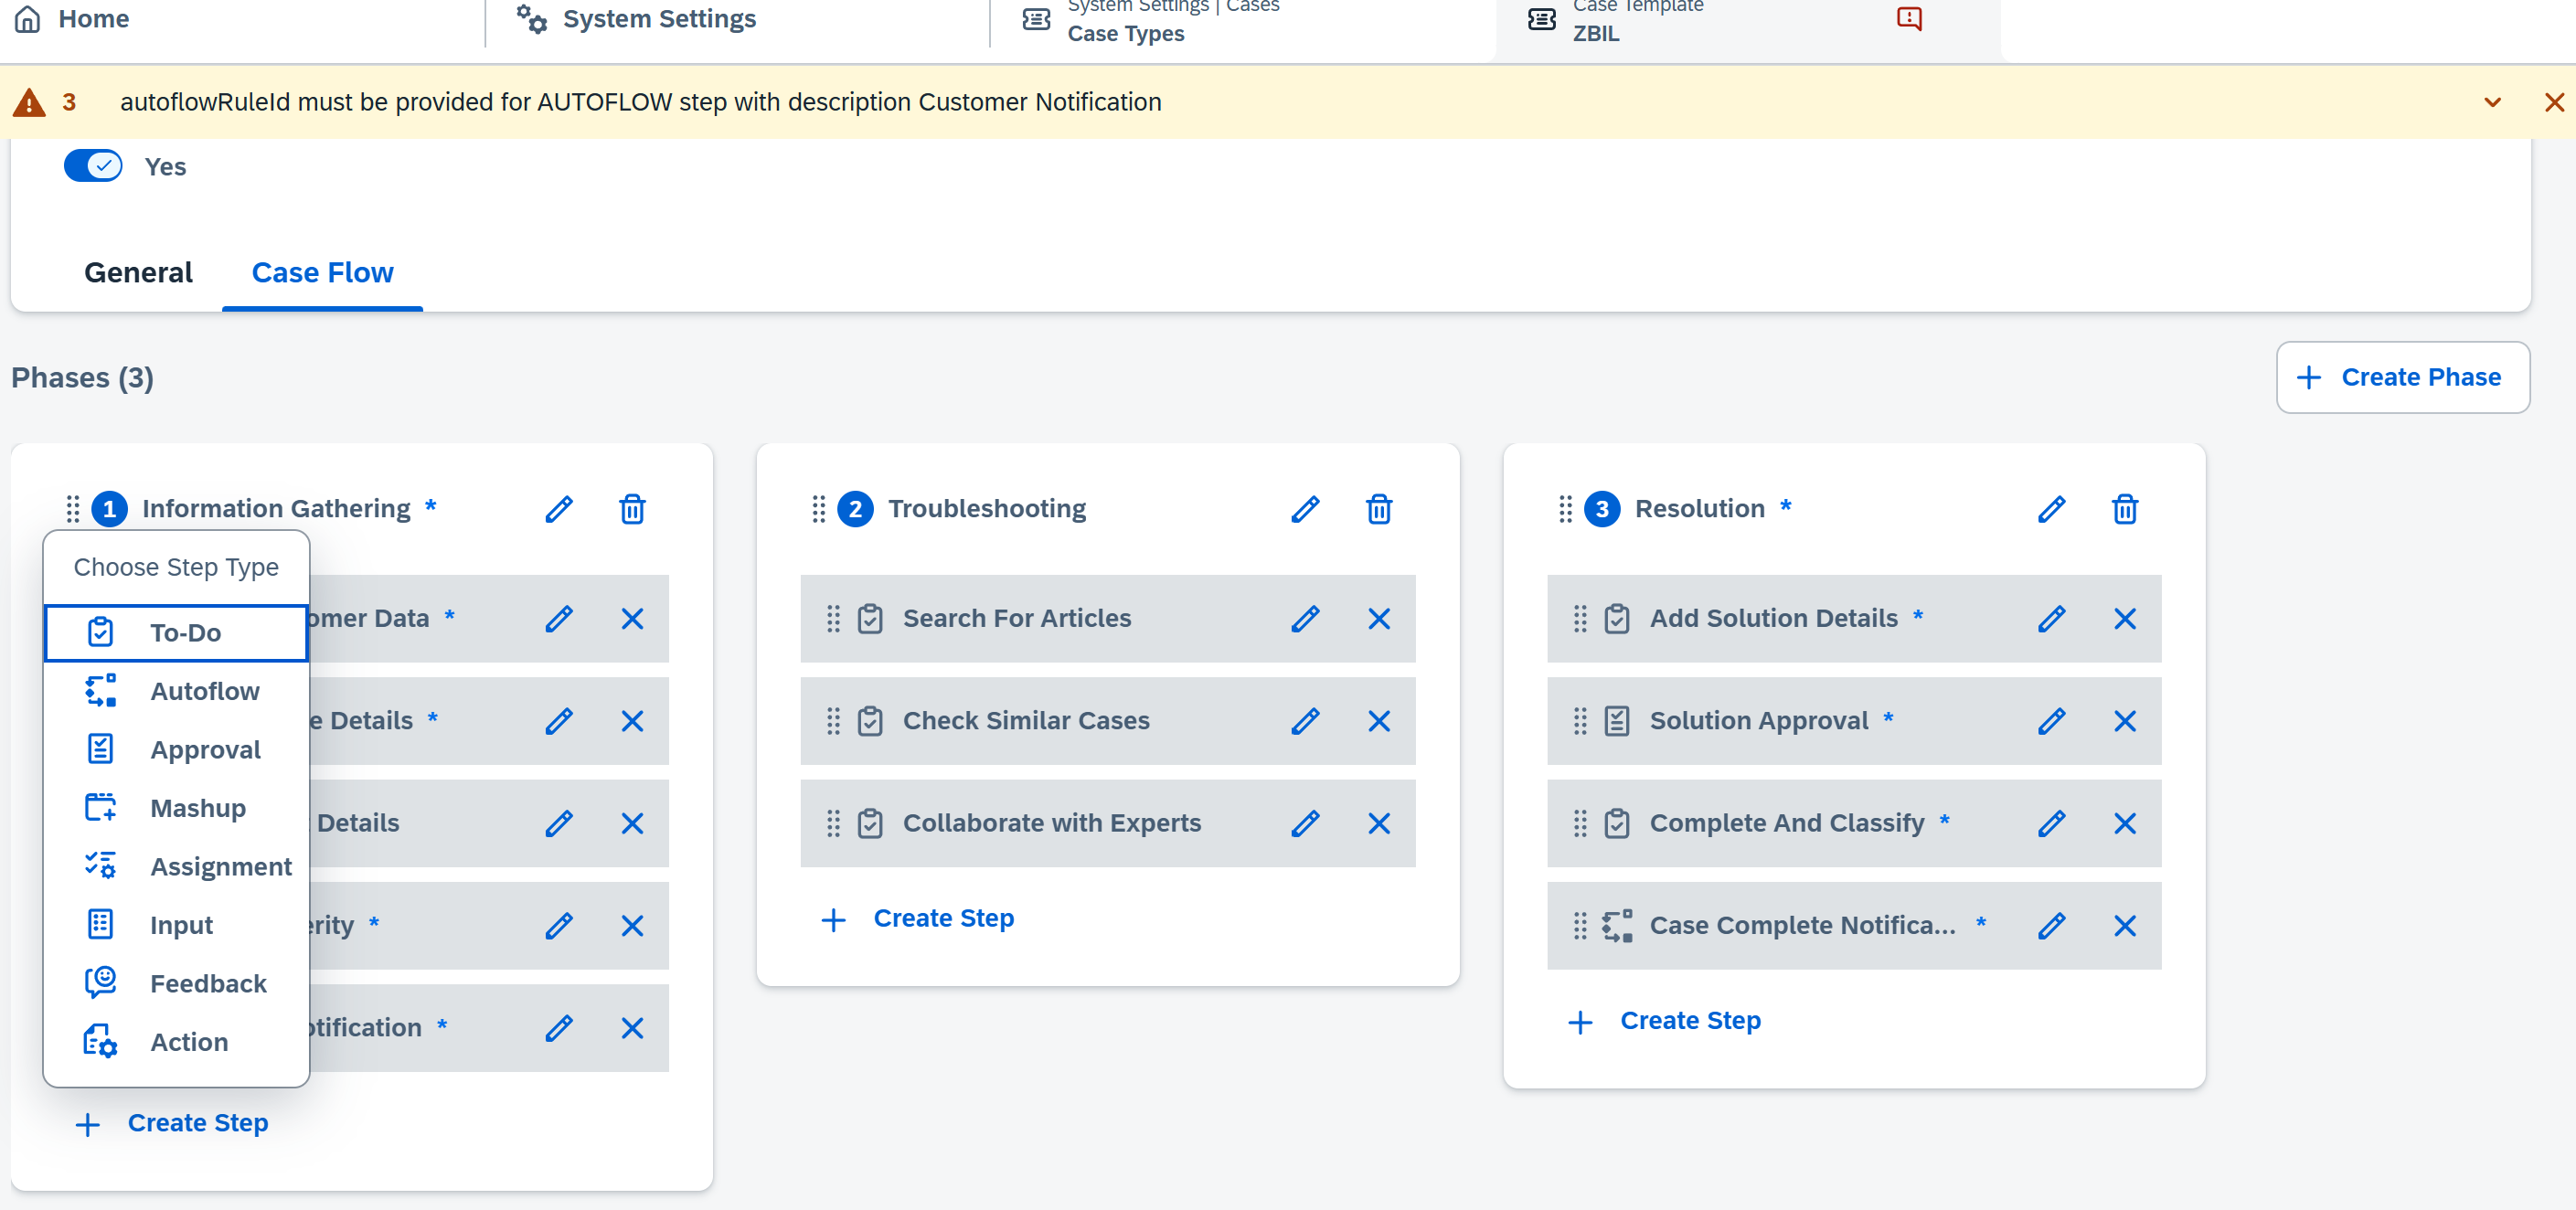 Home
System Settings
System Settings | Cases
Case Types
Case Template
ZBIL
3 autoflowRuleId must be provided for AUTOFLOW step with description Customer Notification
Yes
General
Case Flow
Phases (3)
+ Create Phase
1 Information Gathering *
Choose Step Type
To-Do
Autoflow
Approval
Mashup
Assignment
Input
Feedback
Action
omer Data *
e Details *
Details
erity *
otification *
+ Create Step
2 Troubleshooting
Search For Articles
Check Similar Cases
Collaborate with Experts
+ Create Step
3 Resolution *
Add Solution Details *
Solution Approval *
Complete And Classify *
Case Complete Notifica... *
+ Create Step